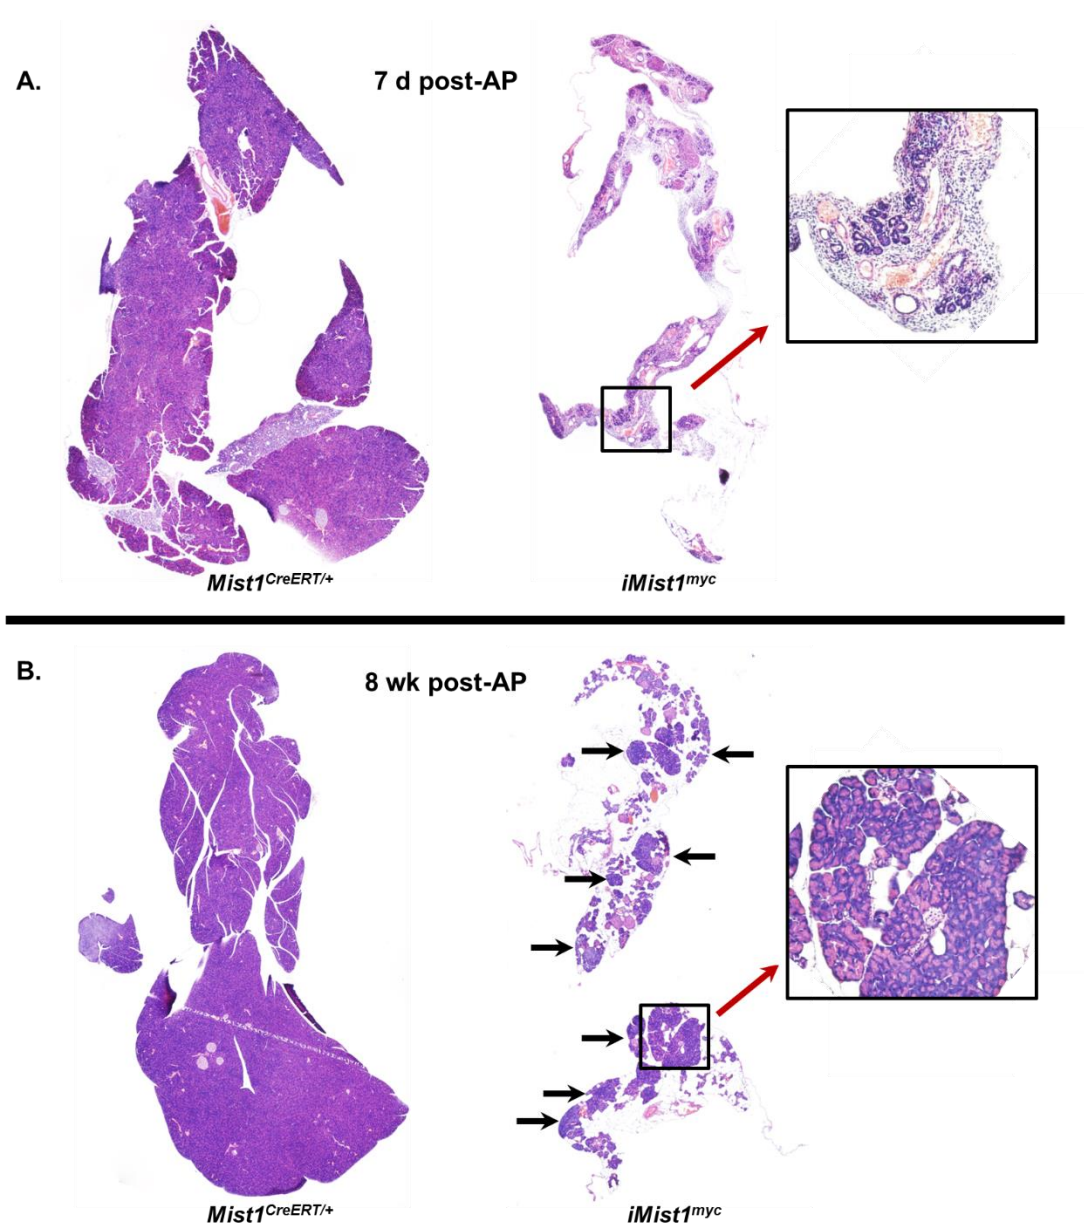 A.
7 d post-AP
Mist1CreERT/+
iMist1myc
B.
8 wk post-AP
Mist1CreERT/+
iMist1myc